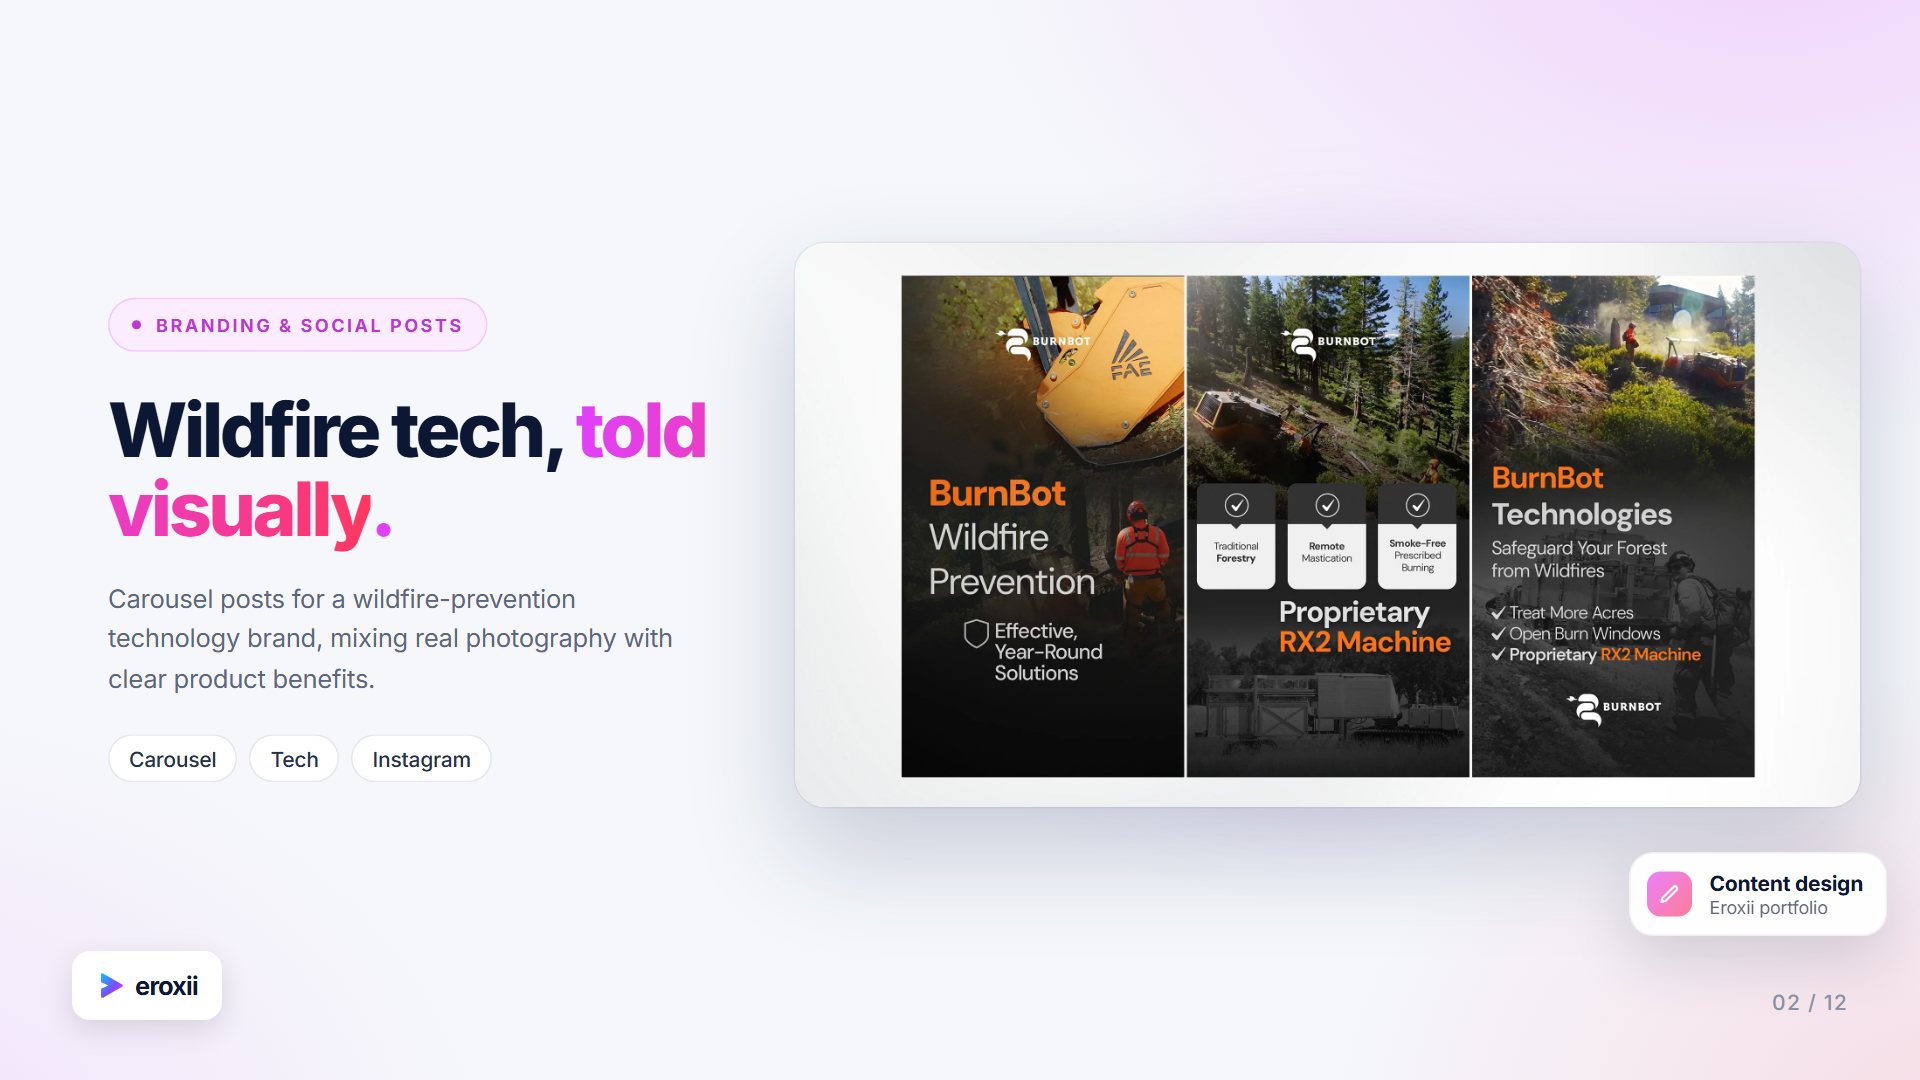 BRANDING & SOCIAL POSTS
Wildfire tech, told
visually.
Carousel posts for a wildfire-prevention
technology brand, mixing real photography with
clear product benefits.
Carousel
Tech
Instagram
BURNBOT
FAE
BurnBot
Wildfire
Prevention
Effective,
Year-Round
Solutions
BURNBOT
Traditional
Forestry
Remote
Mastication
Smoke-Free
Prescribed
Burning
Proprietary
RX2 Machine
BurnBot
Technologies
Safeguard Your Forest
from Wildfires
Treat More Acres
Open Burn Windows
Proprietary RX2 Machine
BURNBOT
Content design
Eroxii portfolio
eroxii
02 / 12